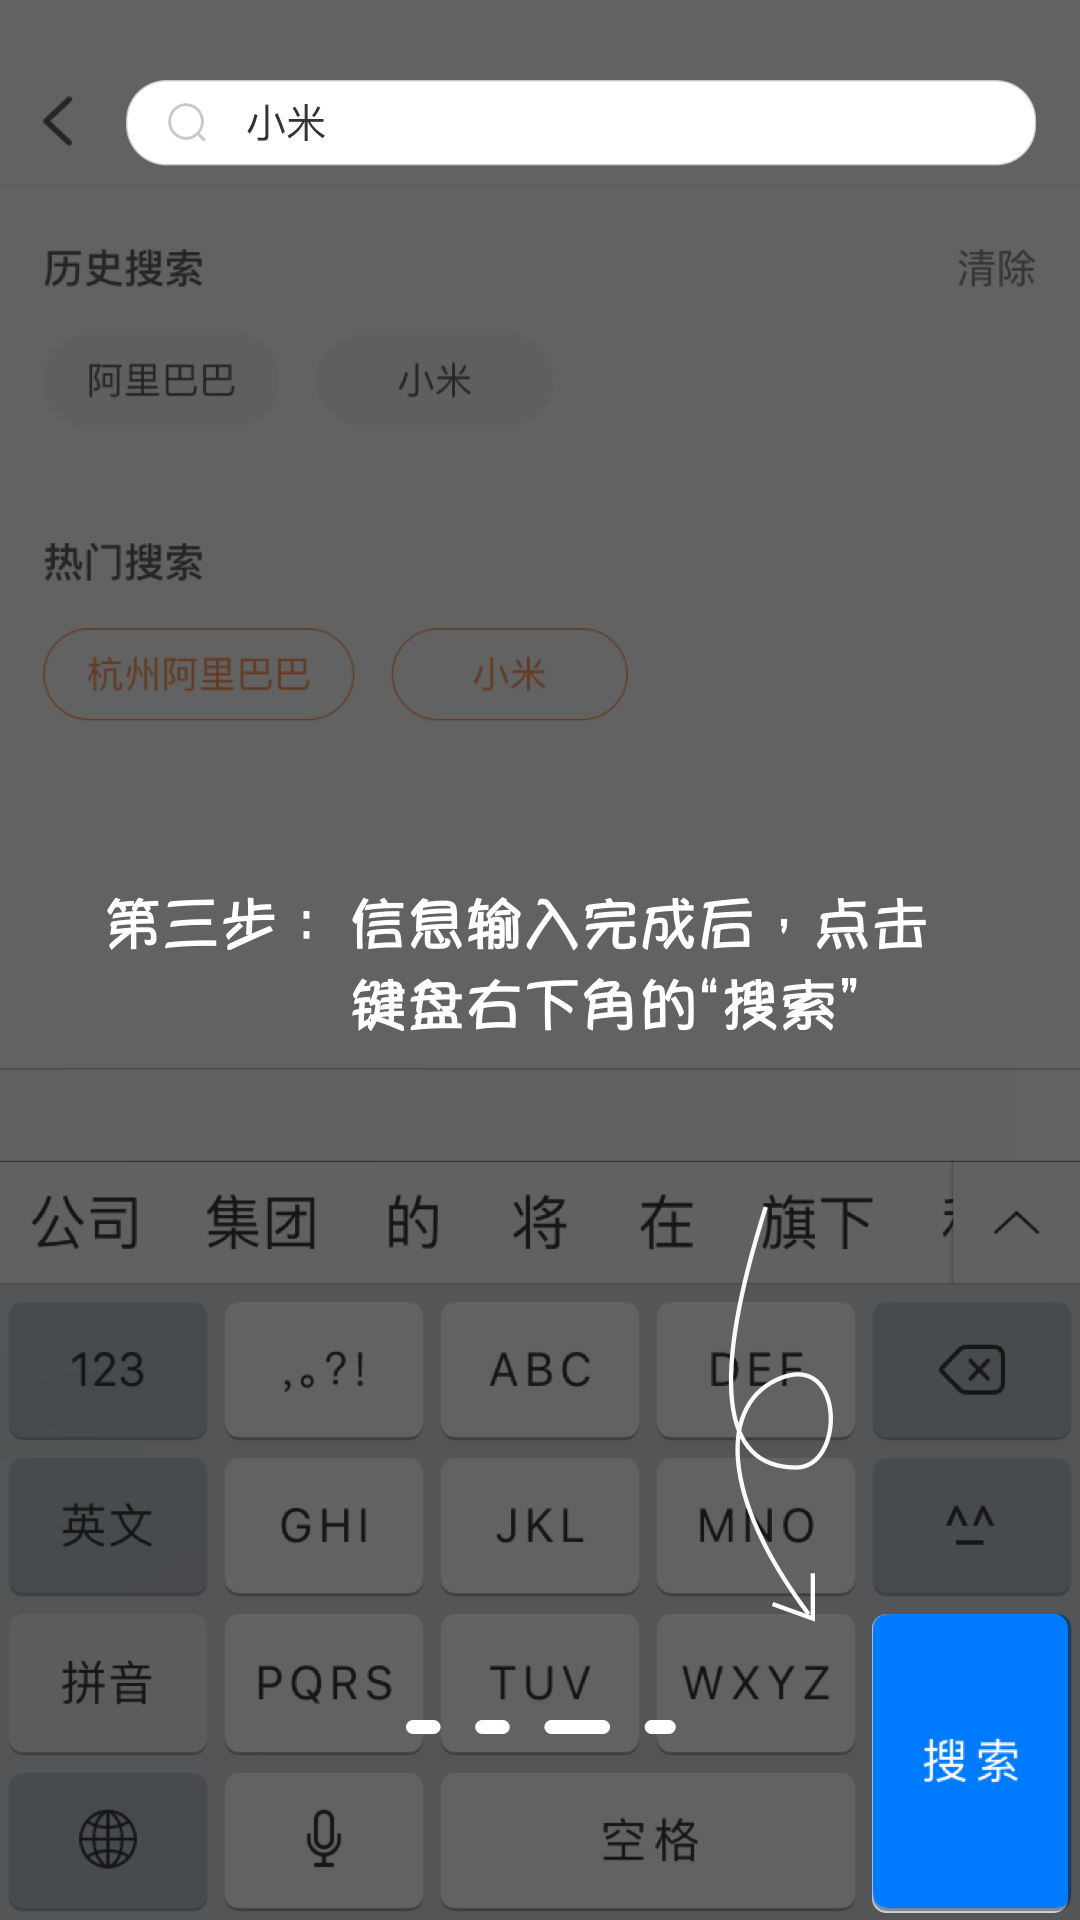 小米
历史搜索 清除
阿里巴巴 小米
热门搜索
杭州阿里巴巴 小米
第三步：信息输入完成后，点击
键盘右下角的“搜索”
公司 集团 的 将 在 旗下
123 ,。?! ABC DEF
英文 GHI JKL MNO ^^
拼音 PQRS TUV WXYZ
搜索
空格